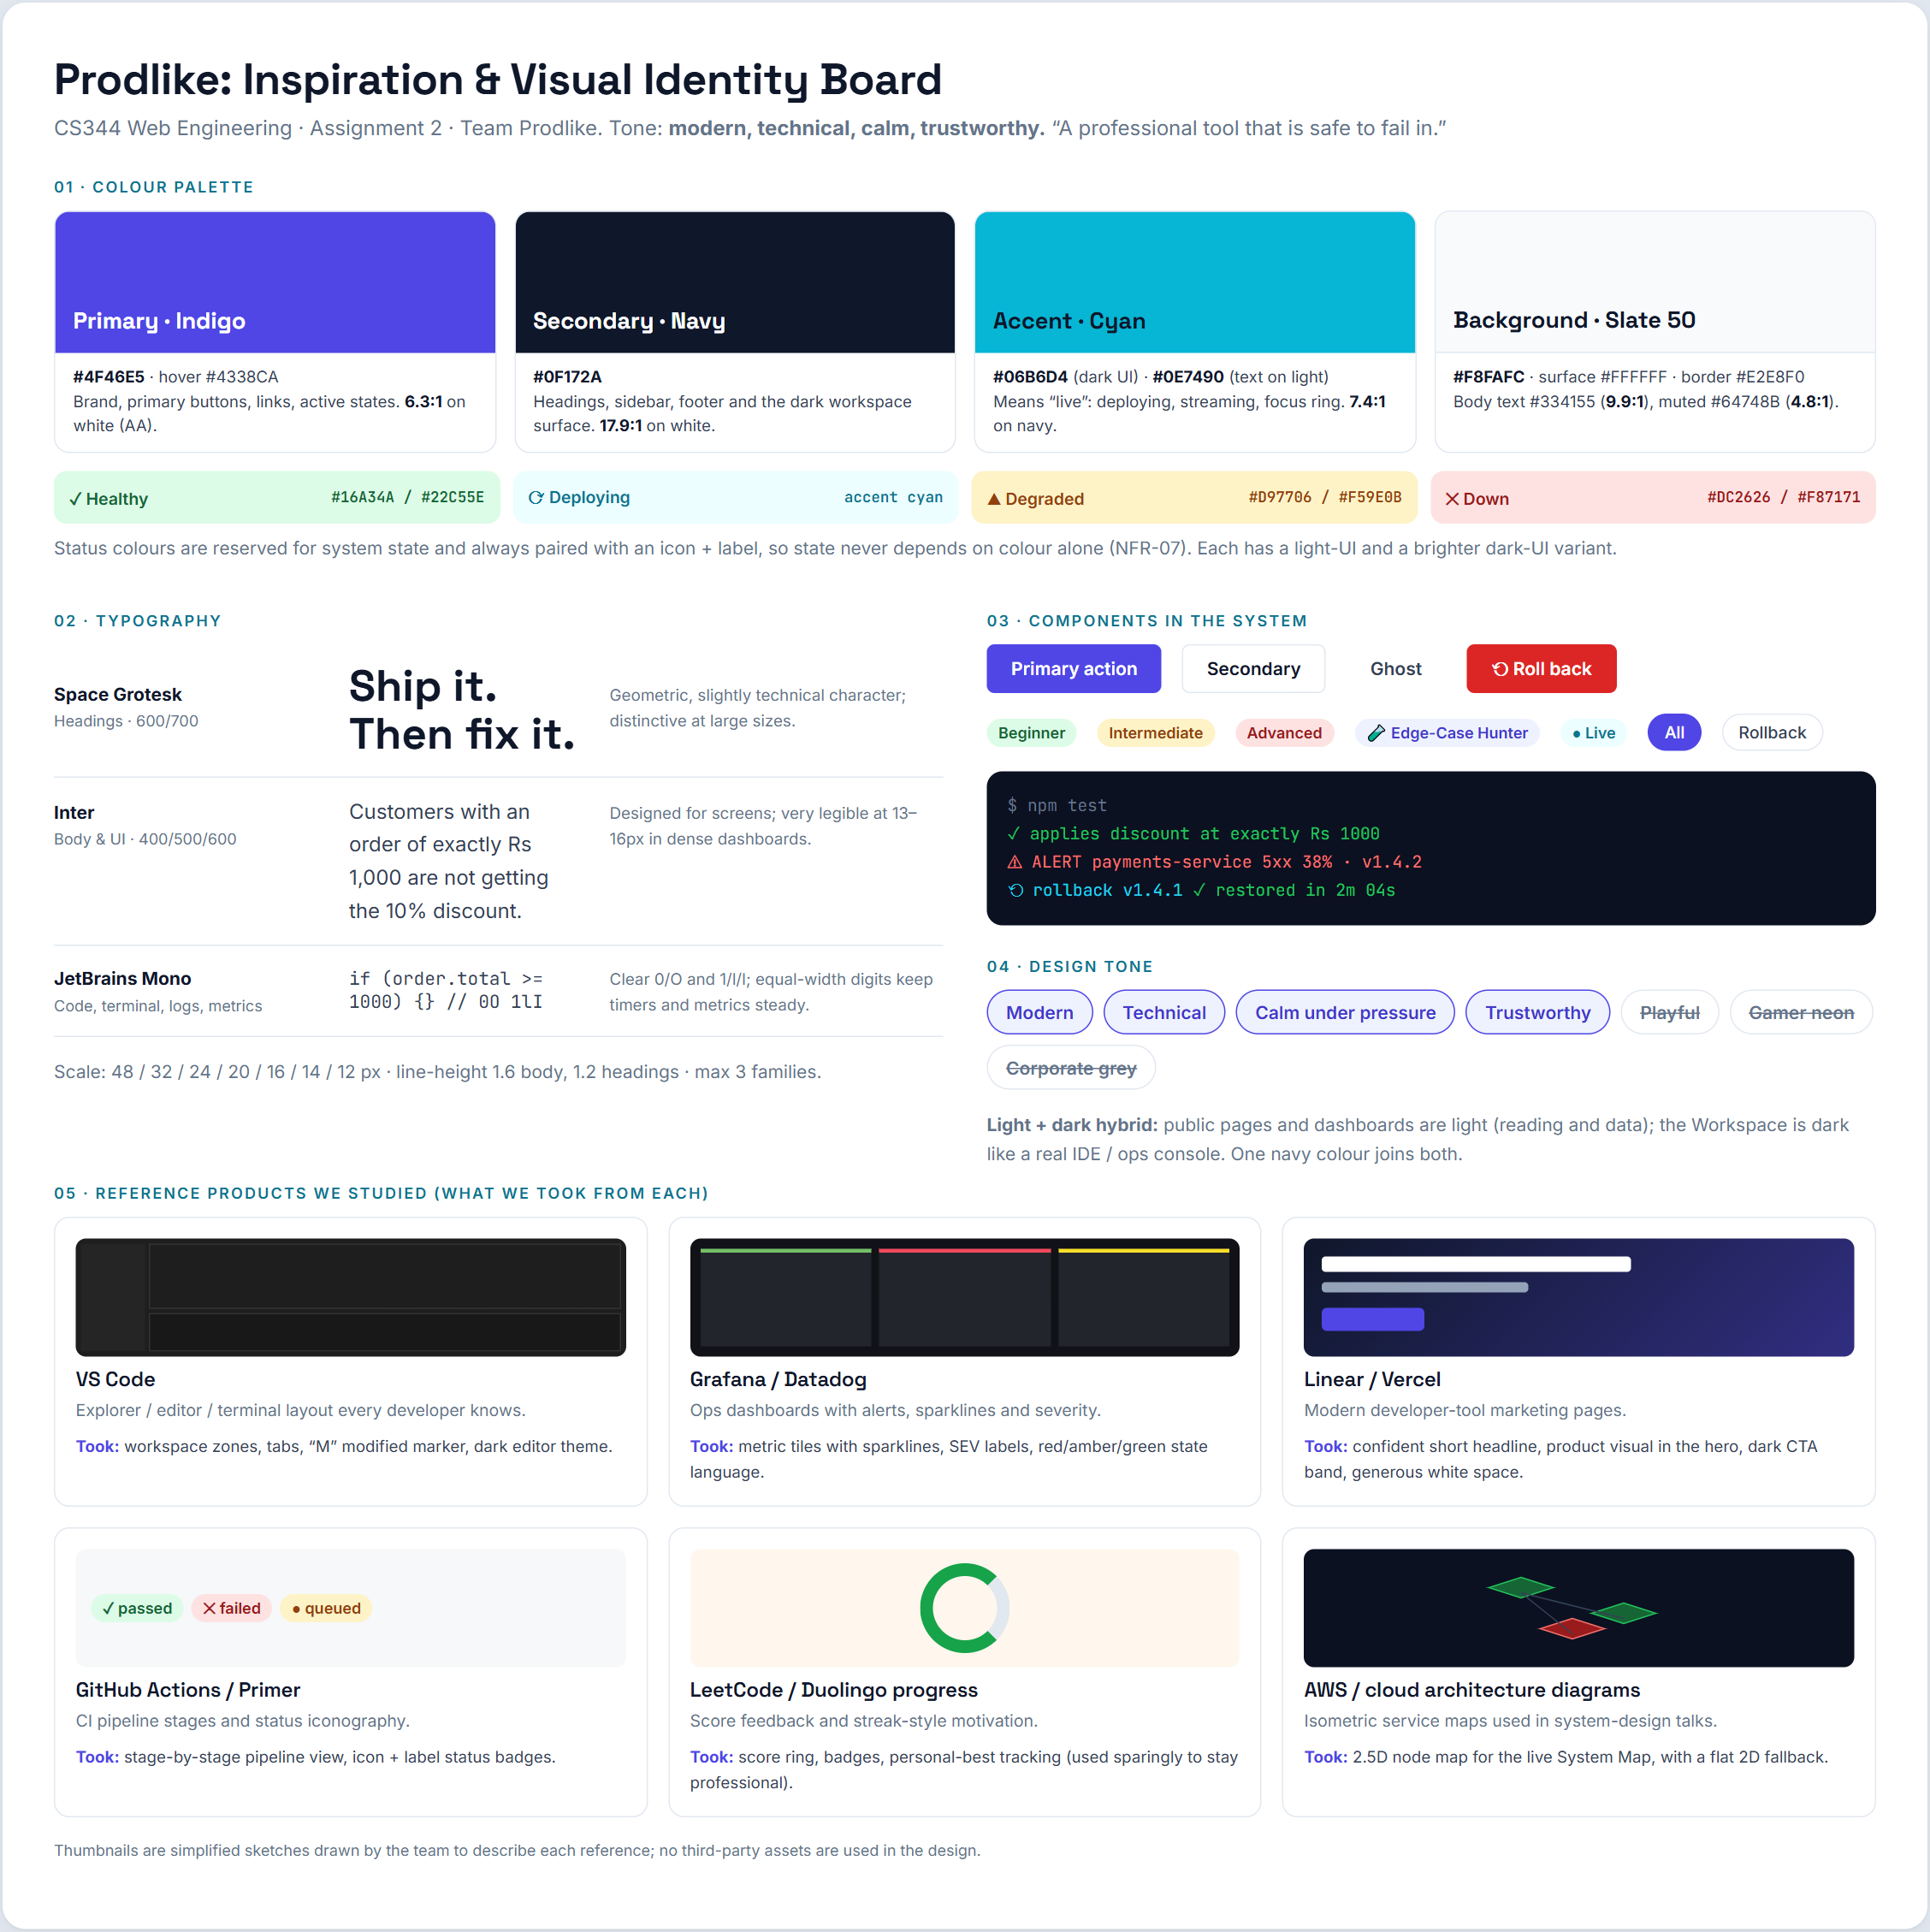 Prodlike: Inspiration & Visual Identity Board
CS344 Web Engineering · Assignment 2 · Team Prodlike. Tone: modern, technical, calm, trustworthy. “A professional tool that is safe to fail in.”
01 · COLOUR PALETTE
Primary · Indigo
#4F46E5 · hover #4338CA
Brand, primary buttons, links, active states. 6.3:1 on
white (AA).
Secondary · Navy
#0F172A
Headings, sidebar, footer and the dark workspace
surface. 17.9:1 on white.
Accent · Cyan
#06B6D4 (dark UI) · #0E7490 (text on light)
Means “live”: deploying, streaming, focus ring. 7.4:1
on navy.
Background · Slate 50
#F8FAFC · surface #FFFFFF · border #E2E8F0
Body text #334155 (9.9:1), muted #64748B (4.8:1).
✓ Healthy #16A34A / #22C55E
⟳ Deploying accent cyan
▲ Degraded #D97706 / #F59E0B
✕ Down #DC2626 / #F87171
Status colours are reserved for system state and always paired with an icon + label, so state never depends on colour alone (NFR-07). Each has a light-UI and a brighter dark-UI variant.
02 · TYPOGRAPHY
Space Grotesk
Headings · 600/700
Ship it.
Then fix it.
Geometric, slightly technical character;
distinctive at large sizes.
Inter
Body & UI · 400/500/600
Customers with an
order of exactly Rs
1,000 are not getting
the 10% discount.
Designed for screens; very legible at 13–
16px in dense dashboards.
JetBrains Mono
Code, terminal, logs, metrics
if (order.total >=
1000) {} // 0O 1lI
Clear 0/O and 1/l/I; equal-width digits keep
timers and metrics steady.
Scale: 48 / 32 / 24 / 20 / 16 / 14 / 12 px · line-height 1.6 body, 1.2 headings · max 3 families.
03 · COMPONENTS IN THE SYSTEM
Primary action
Secondary
Ghost
⟲ Roll back
Beginner
Intermediate
Advanced
🧪 Edge-Case Hunter
● Live
All
Rollback
$ npm test
✓ applies discount at exactly Rs 1000
⚠ ALERT payments-service 5xx 38% · v1.4.2
⟲ rollback v1.4.1 ✓ restored in 2m 04s
04 · DESIGN TONE
Modern
Technical
Calm under pressure
Trustworthy
Playful
Gamer neon
Corporate grey
Light + dark hybrid: public pages and dashboards are light (reading and data); the Workspace is dark
like a real IDE / ops console. One navy colour joins both.
05 · REFERENCE PRODUCTS WE STUDIED (WHAT WE TOOK FROM EACH)
VS Code
Explorer / editor / terminal layout every developer knows.
Took: workspace zones, tabs, “M” modified marker, dark editor theme.
Grafana / Datadog
Ops dashboards with alerts, sparklines and severity.
Took: metric tiles with sparklines, SEV labels, red/amber/green state
language.
Linear / Vercel
Modern developer-tool marketing pages.
Took: confident short headline, product visual in the hero, dark CTA
band, generous white space.
✓ passed
✕ failed
● queued
GitHub Actions / Primer
CI pipeline stages and status iconography.
Took: stage-by-stage pipeline view, icon + label status badges.
LeetCode / Duolingo progress
Score feedback and streak-style motivation.
Took: score ring, badges, personal-best tracking (used sparingly to stay
professional).
AWS / cloud architecture diagrams
Isometric service maps used in system-design talks.
Took: 2.5D node map for the live System Map, with a flat 2D fallback.
Thumbnails are simplified sketches drawn by the team to describe each reference; no third-party assets are used in the design.